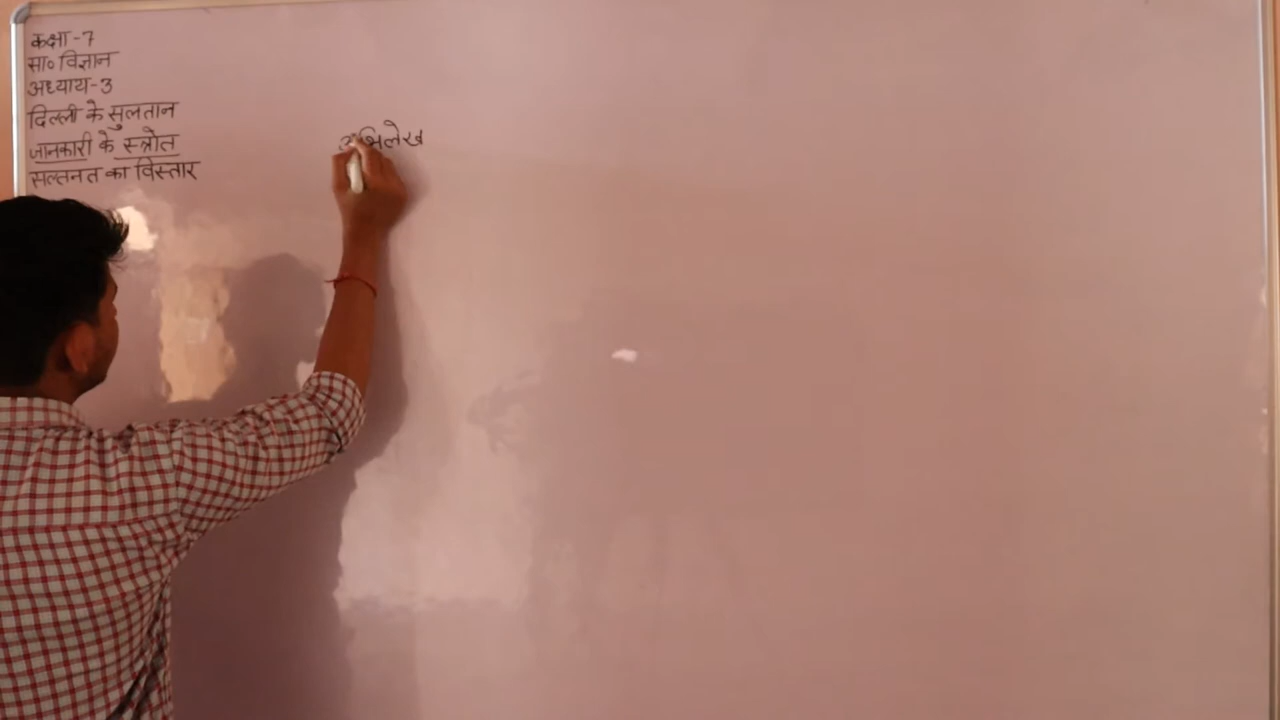 कक्षा-7
सा० विज्ञान
अध्याय-3
दिल्ली के सुलतान
जानकारी के स्त्रोत
सल्तनत का विस्तार
अभिलेख